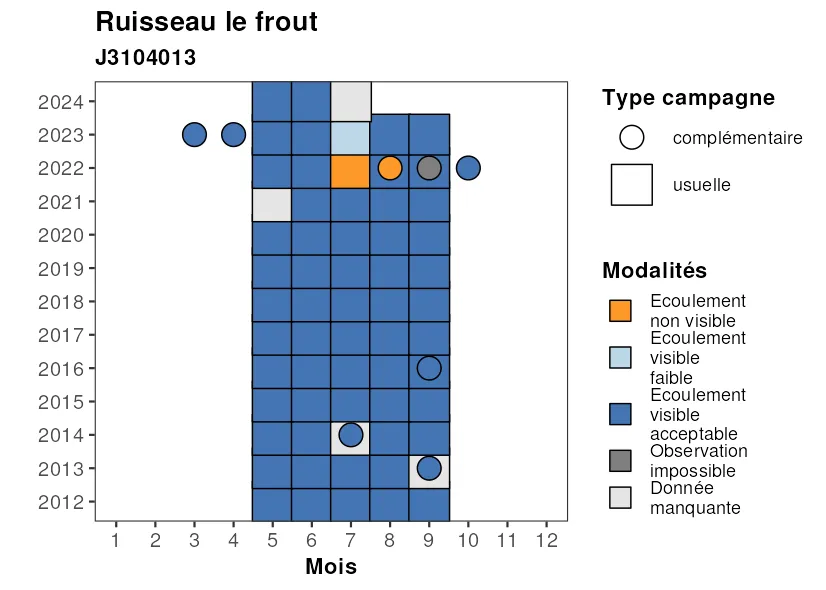 Ruisseau le frout
J3104013
2024
2023
2022
2021
2020
2019
2018
2017
2016
2015
2014
2013
2012
1 2 3 4 5 6 7 8 9 10 11 12
Mois
Type campagne
complémentaire
usuelle
Modalités
Ecoulement
non visible
Ecoulement
visible
faible
Ecoulement
visible
acceptable
Observation
impossible
Donnée
manquante